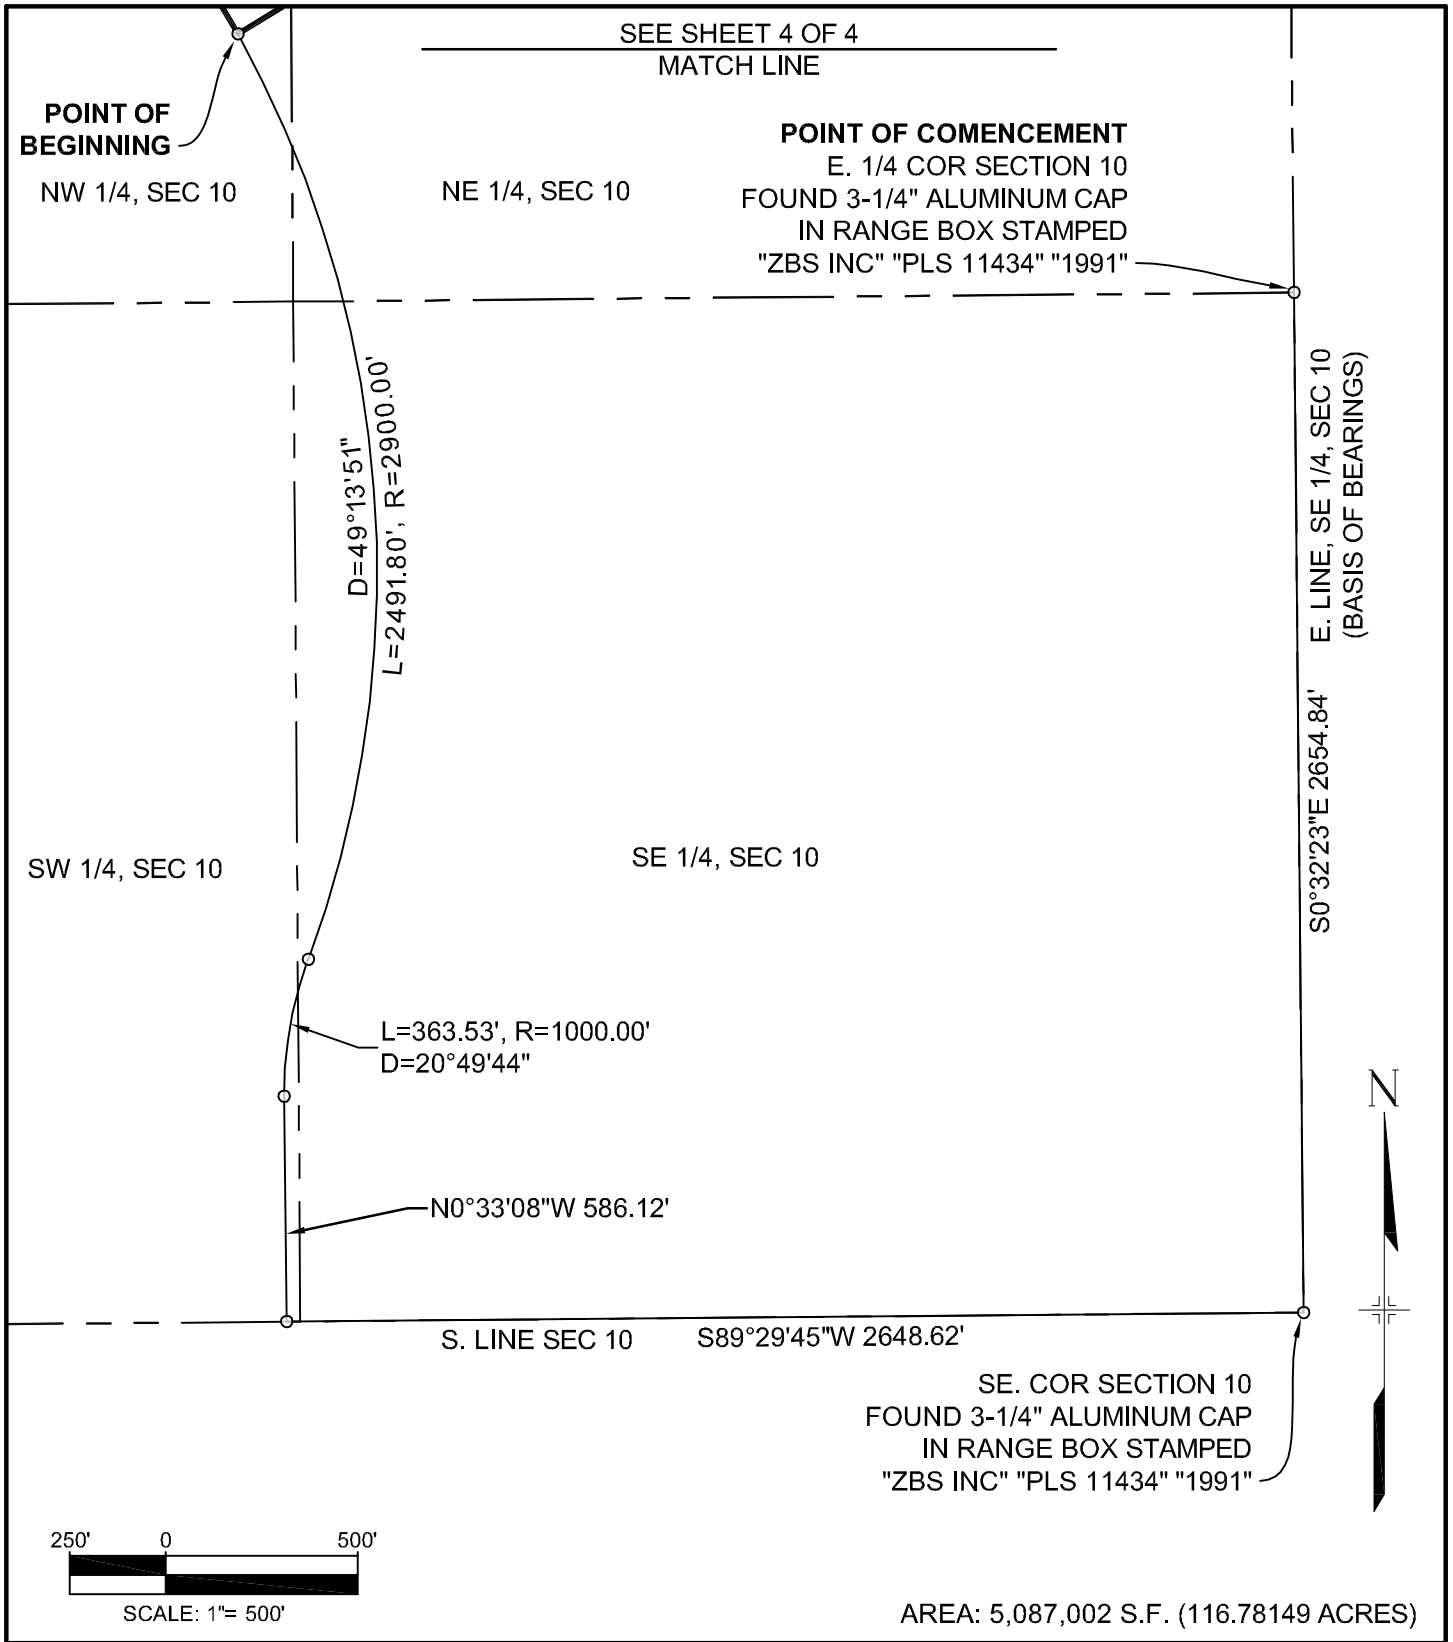 SEE SHEET 4 OF 4
MATCH LINE
POINT OF
BEGINNING
POINT OF COMENCEMENT
E. 1/4 COR SECTION 10
FOUND 3-1/4" ALUMINUM CAP
IN RANGE BOX STAMPED
"ZBS INC" "PLS 11434" "1991"
NW 1/4, SEC 10
NE 1/4, SEC 10
D=49°13'51"
L=2491.80', R=2900.00'
E. LINE, SE 1/4, SEC 10
(BASIS OF BEARINGS)
S0°32'23"E 2654.84'
SW 1/4, SEC 10
SE 1/4, SEC 10
L=363.53', R=1000.00'
D=20°49'44"
N
N0°33'08"W 586.12'
S. LINE SEC 10 S89°29'45"W 2648.62'
SE. COR SECTION 10
FOUND 3-1/4" ALUMINUM CAP
IN RANGE BOX STAMPED
"ZBS INC" "PLS 11434" "1991"
250' 0 500'
SCALE: 1"= 500'
AREA: 5,087,002 S.F. (116.78149 ACRES)